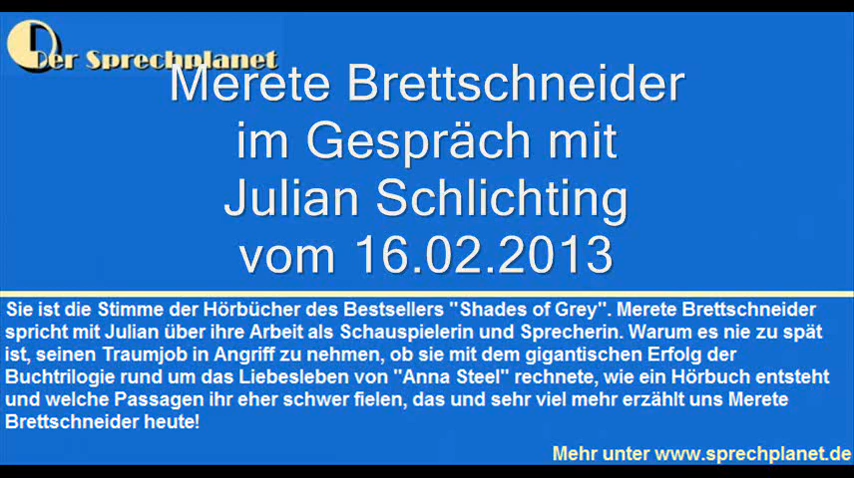 Der Sprechplanet
Merete Brettschneider
im Gespräch mit
Julian Schlichting
vom 16.02.2013
Sie ist die Stimme der Hörbücher des Bestsellers "Shades of Grey". Merete Brettschneider
spricht mit Julian über ihre Arbeit als Schauspielerin und Sprecherin. Warum es nie zu spät
ist, seinen Traumjob in Angriff zu nehmen, ob sie mit dem gigantischen Erfolg der
Buchtrilogie rund um das Liebesleben von "Anna Steel" rechnete, wie ein Hörbuch entsteht
und welche Passagen ihr eher schwer fielen, das und sehr viel mehr erzählt uns Merete
Brettschneider heute!
Mehr unter www.sprechplanet.de